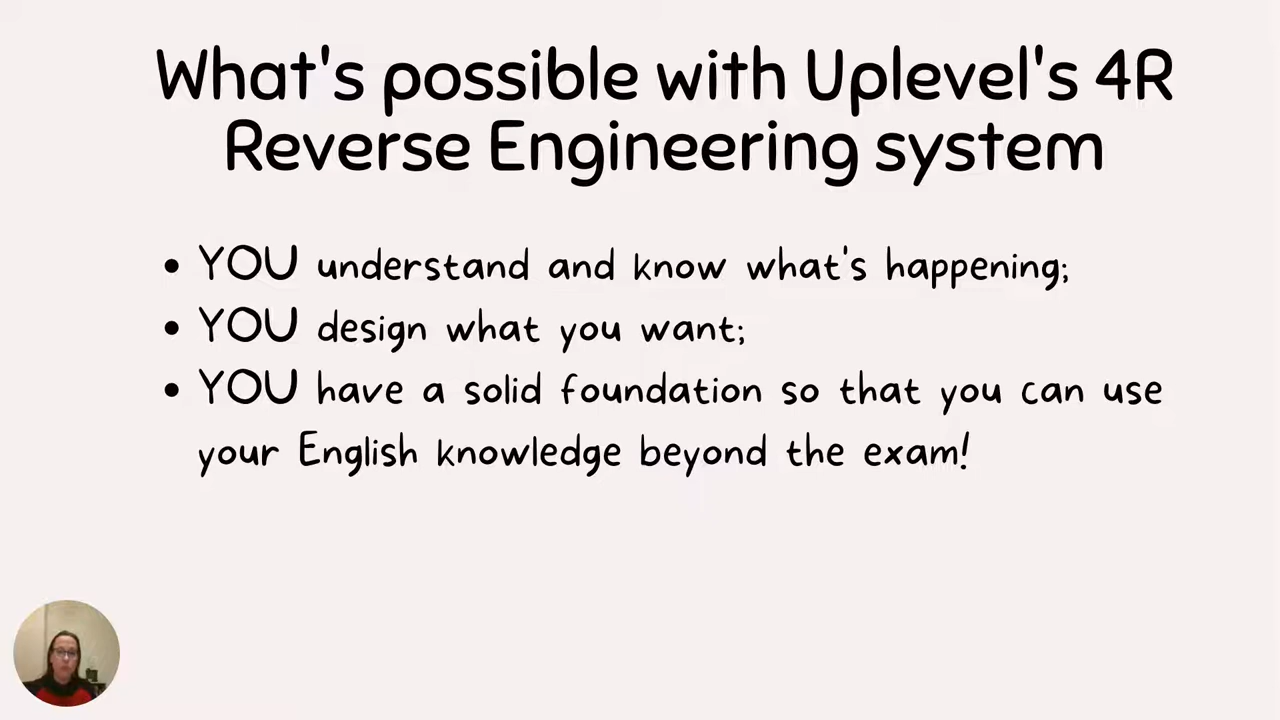 What's possible with Uplevel's 4R
Reverse Engineering system
• YOU understand and know what's happening;
• YOU design what you want;
• YOU have a solid foundation so that you can use
your English knowledge beyond the exam!